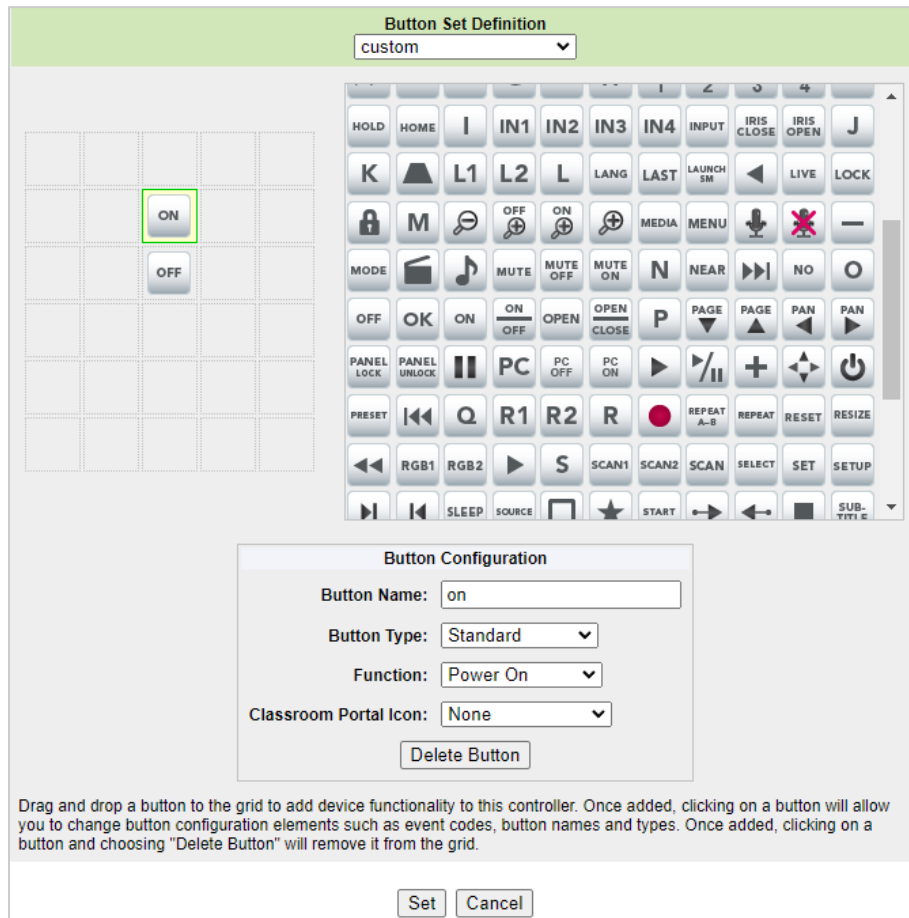 Button Set Definition
custom
1 2 3 4
HOLD HOME I IN1 IN2 IN3 IN4 INPUT IRIS CLOSE IRIS OPEN J
K L1 L2 L LANG LAST LAUNCH SM LIVE LOCK
ON M OFF ON MEDIA MENU
OFF MODE MUTE MUTE OFF MUTE ON N NEAR NO O
OFF OK ON ON OFF OPEN OPEN CLOSE P PAGE PAGE PAN PAN
PANEL LOCK PANEL UNLOCK PC PC OFF PC ON
PRESET Q R1 R2 R REPEAT A-B REPEAT RESET RESIZE
RGB1 RGB2 S SCAN1 SCAN2 SCAN SELECT SET SETUP
SLEEP SOURCE START SUB-TITLE
Button Configuration
Button Name: on
Button Type: Standard
Function: Power On
Classroom Portal Icon: None
Delete Button
Drag and drop a button to the grid to add device functionality to this controller. Once added, clicking on a button will allow
you to change button configuration elements such as event codes, button names and types. Once added, clicking on a
button and choosing "Delete Button" will remove it from the grid.
Set Cancel